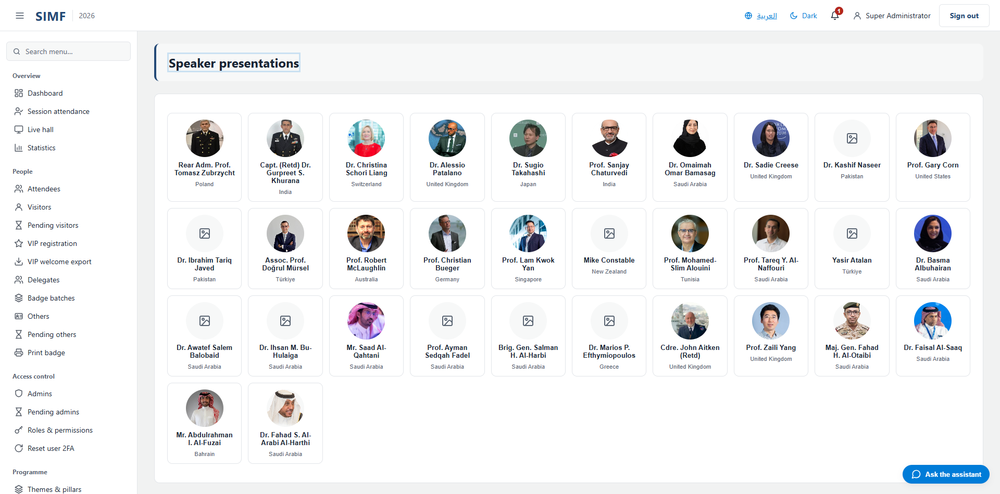 SIMF 2026
العربية
Dark
1
Super Administrator
Sign out
Search menu...
Overview
Dashboard
Session attendance
Live hall
Statistics
People
Attendees
Visitors
Pending visitors
VIP registration
VIP welcome export
Delegates
Badge batches
Others
Pending others
Print badge
Access control
Admins
Pending admins
Roles & permissions
Reset user 2FA
Programme
Themes & pillars
Speaker presentations
Rear Adm. Prof.
Tomasz Zubrzycht
Poland
Capt. (Retd) Dr.
Gurpreet S.
Khurana
India
Dr. Christina
Schori Liang
Switzerland
Dr. Alessio
Patalano
United Kingdom
Dr. Sugio
Takahashi
Japan
Prof. Sanjay
Chaturvedi
India
Dr. Omaimah
Omar Bamasag
Saudi Arabia
Dr. Sadie Creese
United Kingdom
Dr. Kashif Naseer
Pakistan
Prof. Gary Corn
United States
Dr. Ibrahim Tariq
Javed
Pakistan
Assoc. Prof.
Doğrul Mürsel
Türkiye
Prof. Robert
McLaughlin
Australia
Prof. Christian
Bueger
Germany
Prof. Lam Kwok
Yan
Singapore
Mike Constable
New Zealand
Prof. Mohamed-
Slim Alouini
Tunisia
Prof. Tareq Y. Al-
Naffouri
Saudi Arabia
Yasir Atalan
Türkiye
Dr. Basma
Albuhairan
Saudi Arabia
Dr. Awatef Salem
Balobaid
Saudi Arabia
Dr. Ihsan M. Bu-
Hulaiga
Saudi Arabia
Mr. Saad Al-
Qahtani
Saudi Arabia
Prof. Ayman
Sedqah Fadel
Saudi Arabia
Brig. Gen. Salman
H. Al-Harbi
Saudi Arabia
Dr. Marios P.
Efthymiopoulos
Greece
Cdre. John Aitken
(Retd)
United Kingdom
Prof. Zaili Yang
United Kingdom
Maj. Gen. Fahad
H. Al-Otaibi
Saudi Arabia
Dr. Faisal Al-Saaq
Saudi Arabia
Mr. Abdulrahman
I. Al-Fuzai
Bahrain
Dr. Fahad S. Al-
Arabi Al-Harthi
Saudi Arabia
Ask the assistant